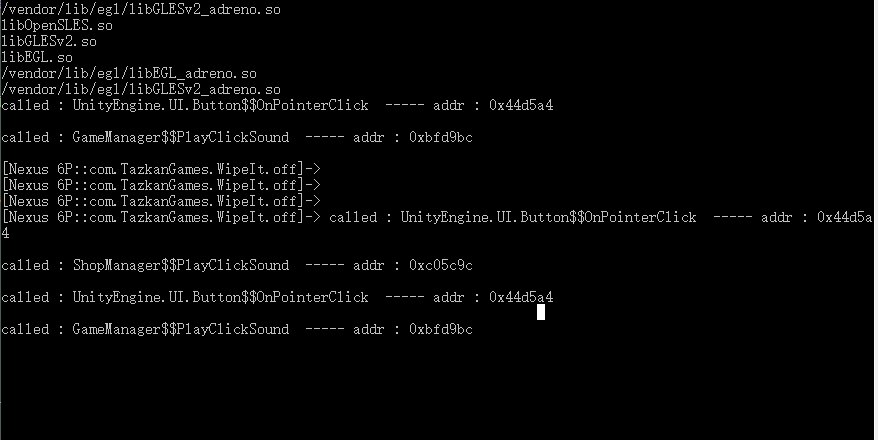 /vendor/lib/egl/libGLESv2_adreno.so
libOpenSLES.so
libGLESv2.so
libEGL.so
/vendor/lib/egl/libEGL_adreno.so
/vendor/lib/egl/libGLESv2_adreno.so
called : UnityEngine.UI.Button$$OnPointerClick  ----- addr : 0x44d5a4
called : GameManager$$PlayClickSound  ----- addr : 0xbfd9bc
[Nexus 6P::com.TazkanGames.WipeIt.off]->
[Nexus 6P::com.TazkanGames.WipeIt.off]->
[Nexus 6P::com.TazkanGames.WipeIt.off]->
[Nexus 6P::com.TazkanGames.WipeIt.off]-> called : UnityEngine.UI.Button$$OnPointerClick  ----- addr : 0x44d5a
4
called : ShopManager$$PlayClickSound  ----- addr : 0xc05c9c
called : UnityEngine.UI.Button$$OnPointerClick  ----- addr : 0x44d5a4
called : GameManager$$PlayClickSound  ----- addr : 0xbfd9bc